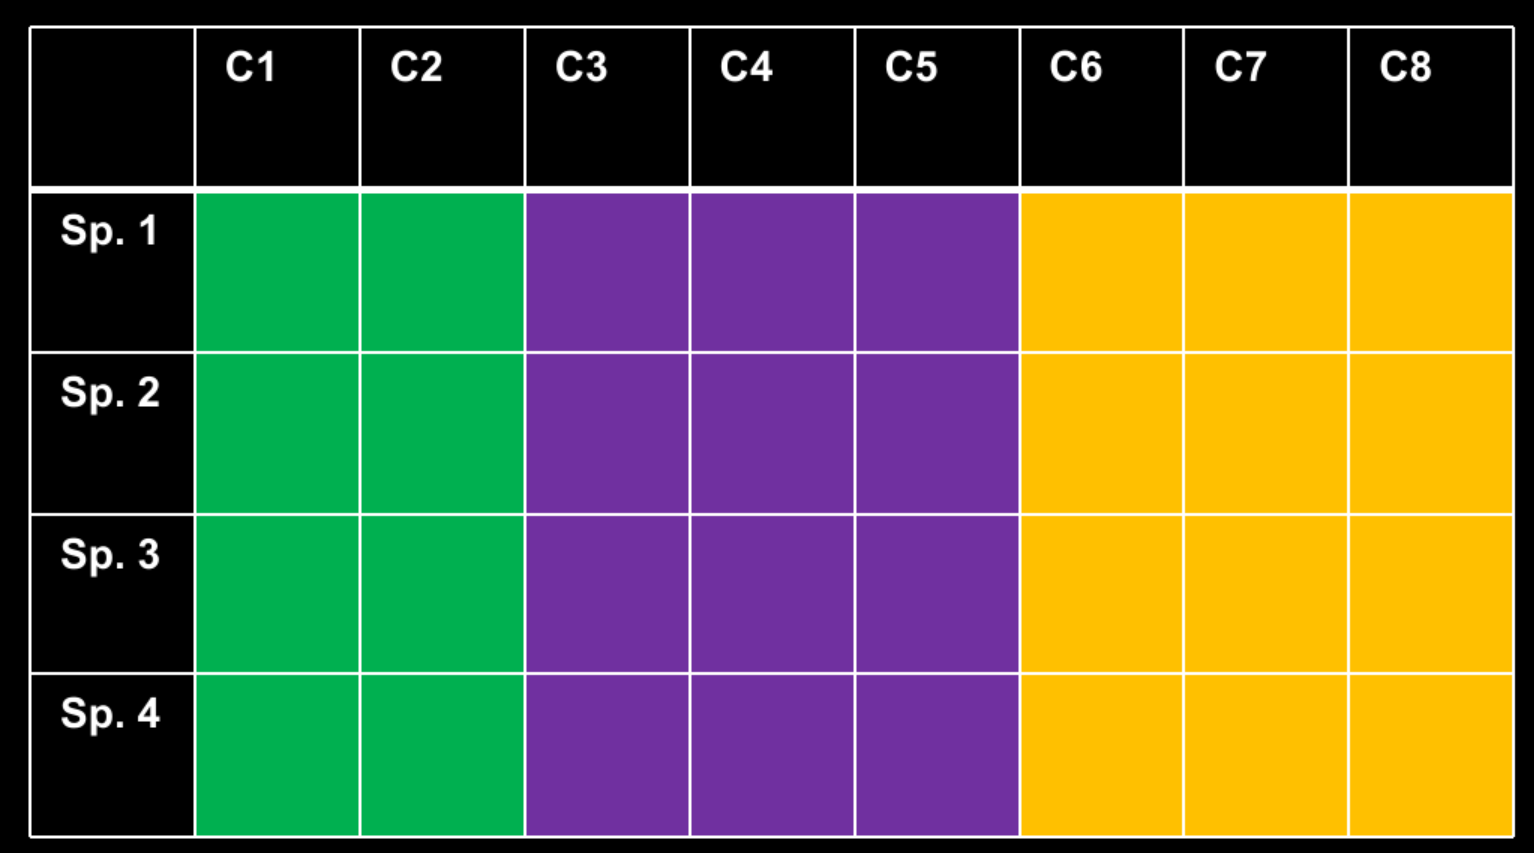 C1 C2 C3 C4 C5 C6 C7 C8
Sp. 1
Sp. 2
Sp. 3
Sp. 4